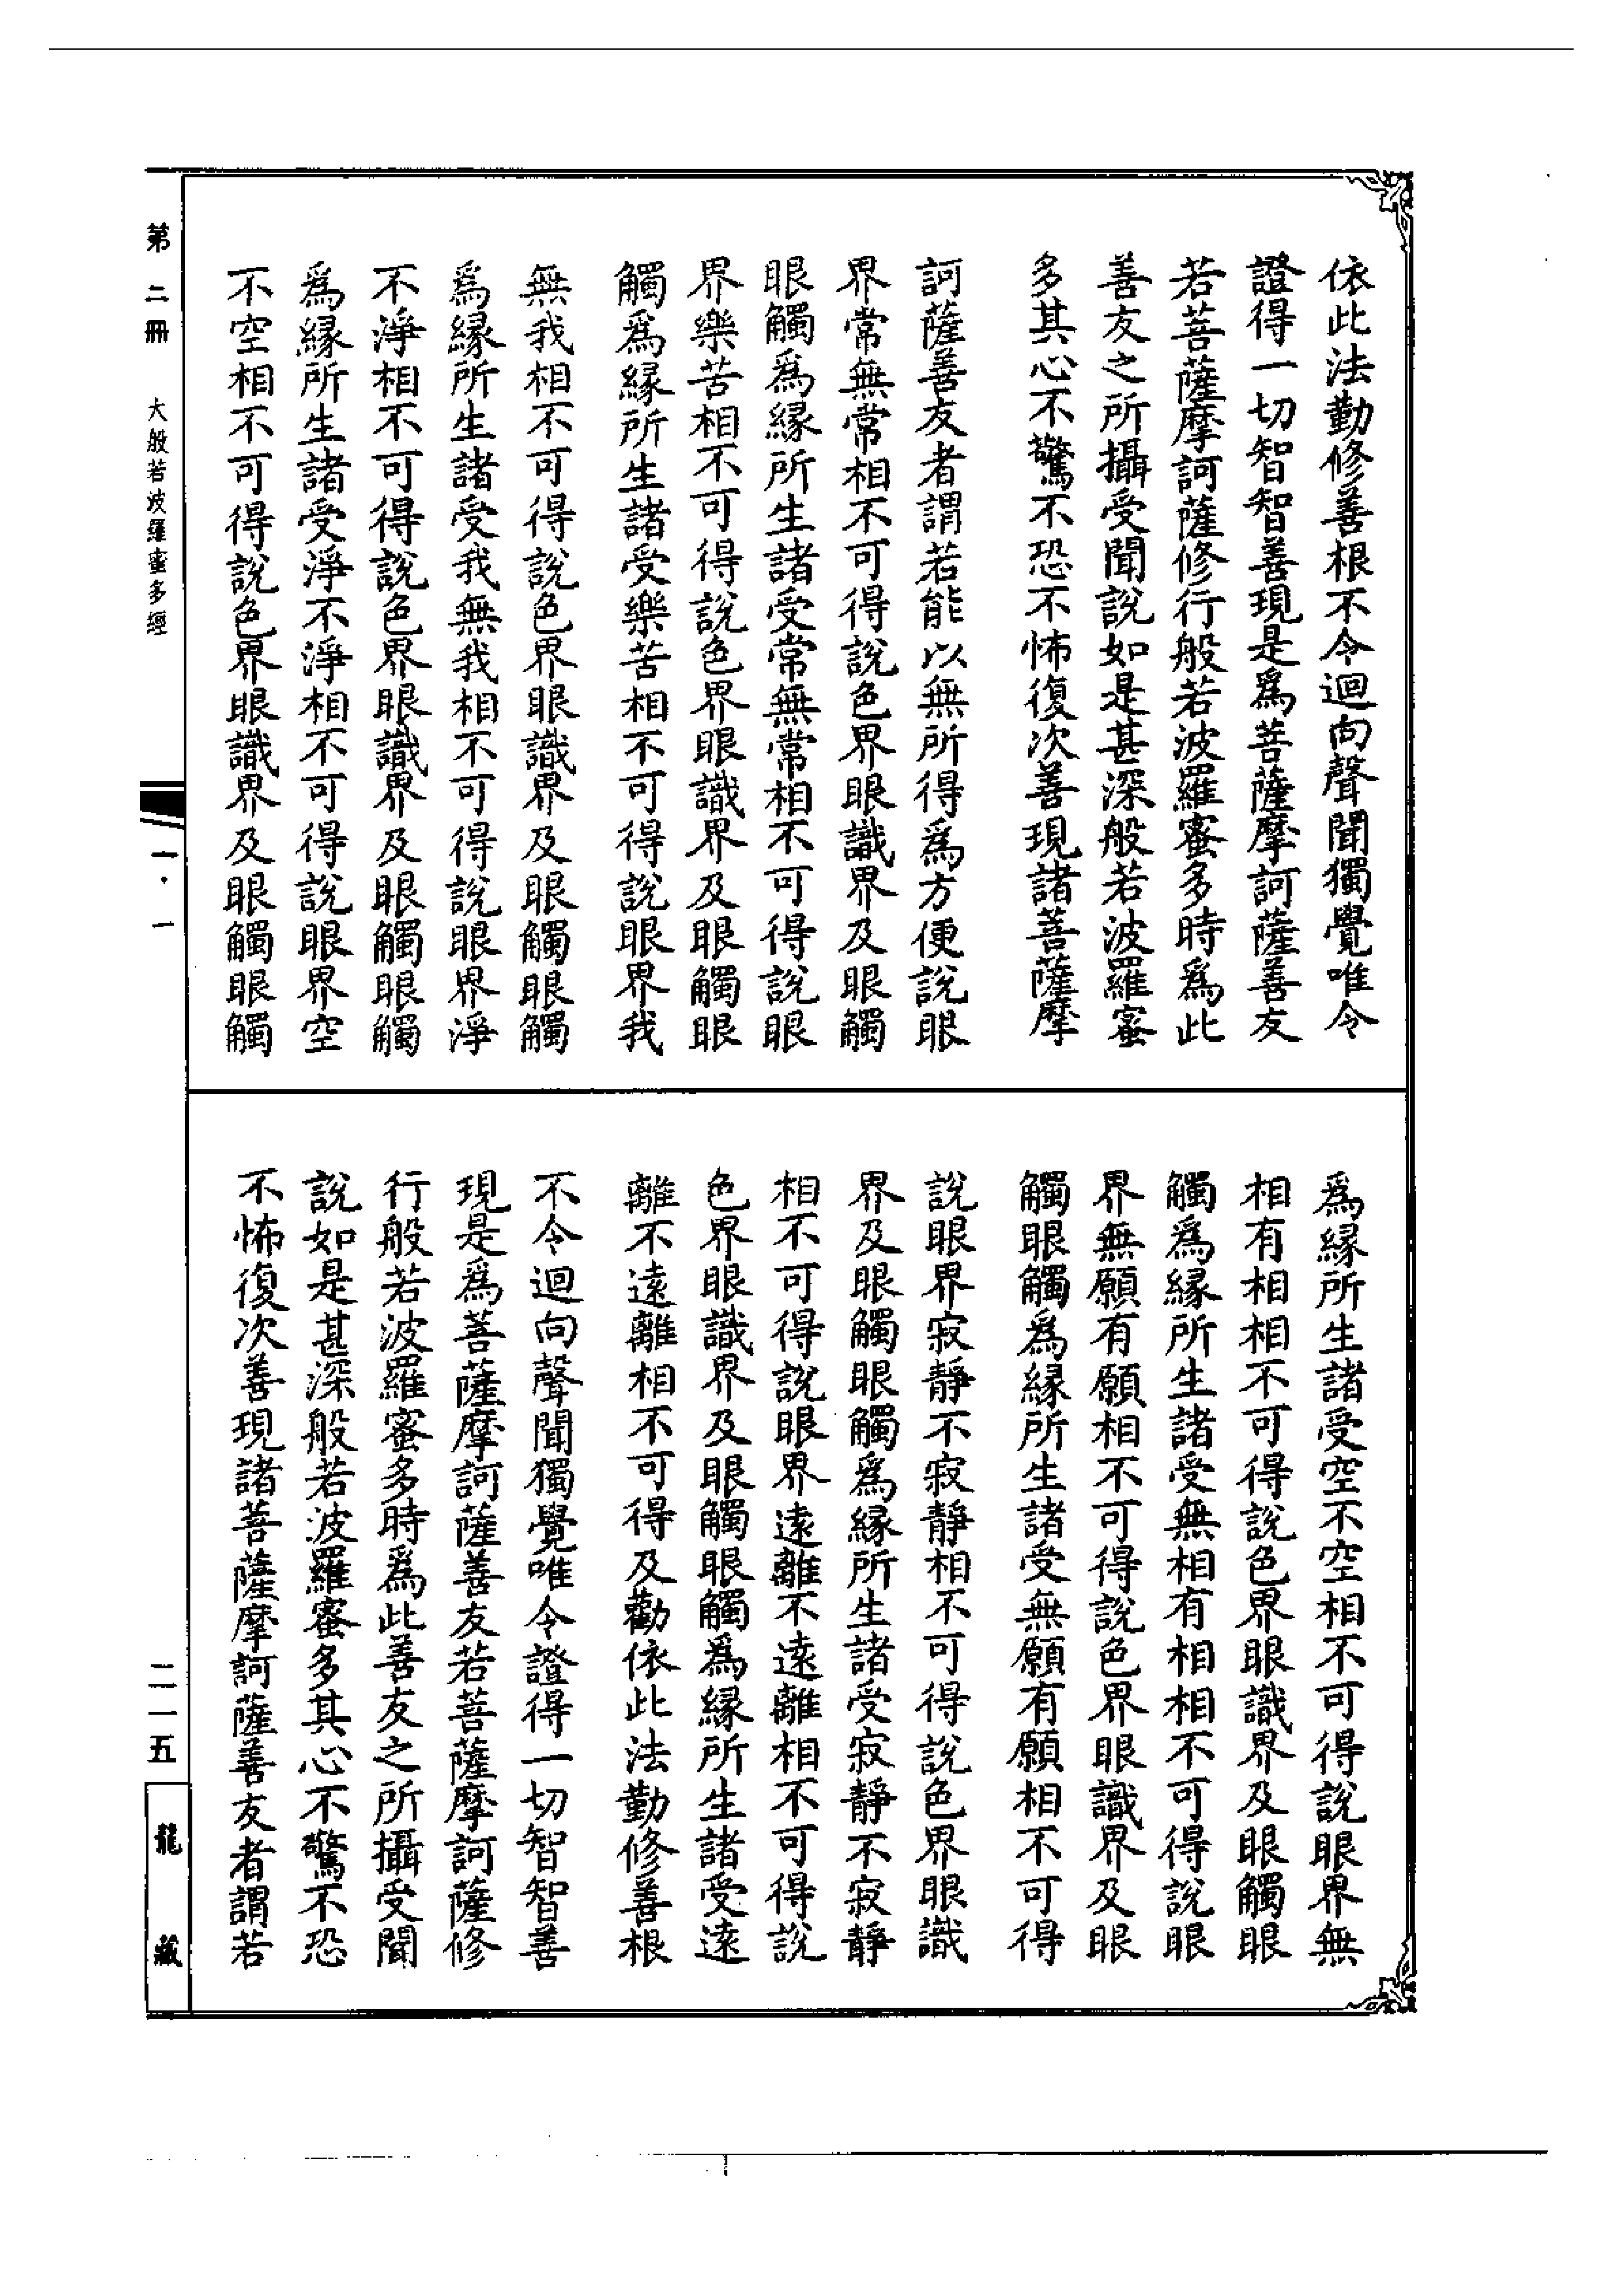 依此法勤修善根不令迴向聲聞獨覺唯令
證得一切智智善現是爲菩薩摩訶薩善友
若菩薩摩訶薩修行般若波羅蜜多時爲此
善友之所攝受聞說如是甚深般若波羅蜜
多其心不驚不恐不怖復次善現諸菩薩摩
訶薩善友者謂若能以無所得爲方便說眼
界常無常相不可得說色界眼識界及眼觸
眼觸爲緣所生諸受常無常相不可得說眼
界樂苦相不可得說色界眼識界及眼觸眼
觸爲緣所生諸受樂苦相不可得說眼界我
無我相不可得說色界眼識界及眼觸眼觸
爲緣所生諸受我無我相不可得說眼界淨
不淨相不可得說色界眼識界及眼觸眼觸
爲緣所生諸受淨不淨相不可得說眼界空
不空相不可得說色界眼識界及眼觸眼觸
爲緣所生諸受空不空相不可得說眼界無
相有相相不可得說色界眼識界及眼觸眼
觸爲緣所生諸受無相有相相不可得說眼
界無願有願相不可得說色界眼識界及眼
觸眼觸爲緣所生諸受無願有願相不可得
說眼界寂靜不寂靜相不可得說色界眼識
界及眼觸眼觸爲緣所生諸受寂靜不寂靜
相不可得說眼界遠離不遠離相不可得說
色界眼識界及眼觸眼觸爲緣所生諸受遠
離不遠離相不可得及勸依此法勤修善根
不令迴向聲聞獨覺唯令證得一切智智善
現是爲菩薩摩訶薩善友若菩薩摩訶薩修
行般若波羅蜜多時爲此善友之所攝受聞
說如是甚深般若波羅蜜多其心不驚不恐
不怖復次善現諸菩薩摩訶薩善友者謂若
第二冊 大般若波羅蜜多經 一·一 二一五 龍藏